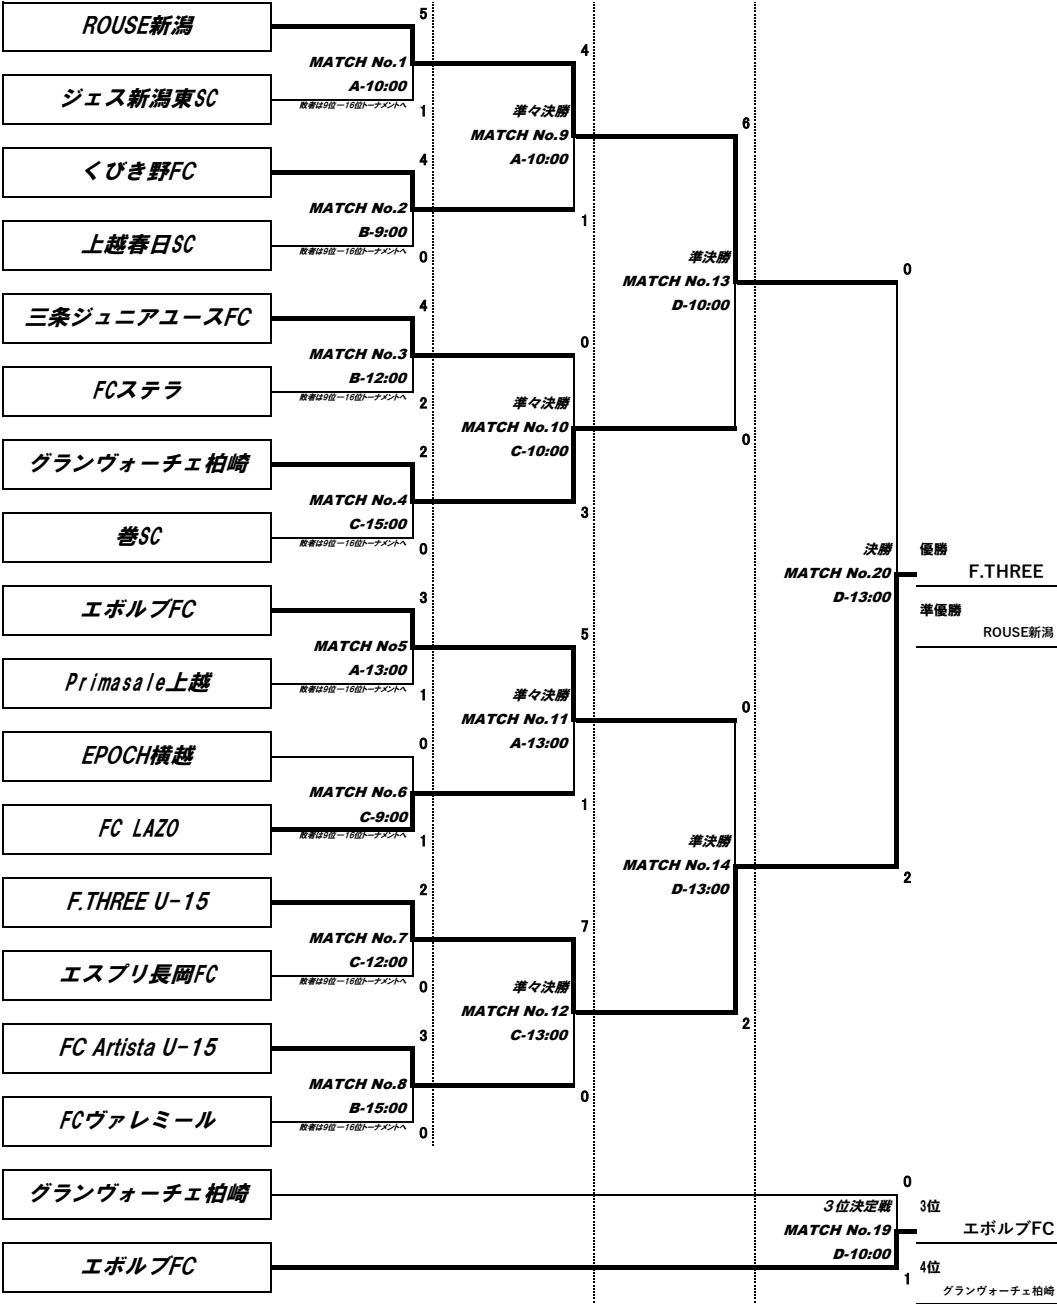 ROUSE新潟
5
MATCH No.1
A-10:00
敗者は9位ー16位トーナメントへ
ジェス新潟東SC
1
4
準々決勝
MATCH No.9
A-10:00
くびき野FC
4
MATCH No.2
B-9:00
敗者は9位ー16位トーナメントへ
上越春日SC
0
1
6
準決勝
MATCH No.13
D-10:00
三条ジュニアユースFC
4
MATCH No.3
B-12:00
敗者は9位ー16位トーナメントへ
FCステラ
2
0
準々決勝
MATCH No.10
C-10:00
グランヴォーチェ柏崎
2
MATCH No.4
C-15:00
敗者は9位ー16位トーナメントへ
巻SC
0
3
0
0
決勝
MATCH No.20
D-13:00
優勝
F.THREE
準優勝
ROUSE新潟
エボルブFC
3
MATCH No5
A-13:00
敗者は9位ー16位トーナメントへ
Primasale上越
1
5
準々決勝
MATCH No.11
A-13:00
EPOCH横越
0
MATCH No.6
C-9:00
敗者は9位ー16位トーナメントへ
FC LAZO
1
1
0
準決勝
MATCH No.14
D-13:00
2
F.THREE U-15
2
MATCH No.7
C-12:00
敗者は9位ー16位トーナメントへ
エスプリ長岡FC
0
7
準々決勝
MATCH No.12
C-13:00
2
FC Artista U-15
3
MATCH No.8
B-15:00
敗者は9位ー16位トーナメントへ
FCヴァレミール
0
0
グランヴォーチェ柏崎
0
３位決定戦
MATCH No.19
D-10:00
3位
エボルブFC
エボルブFC
1
4位
グランヴォーチェ柏崎